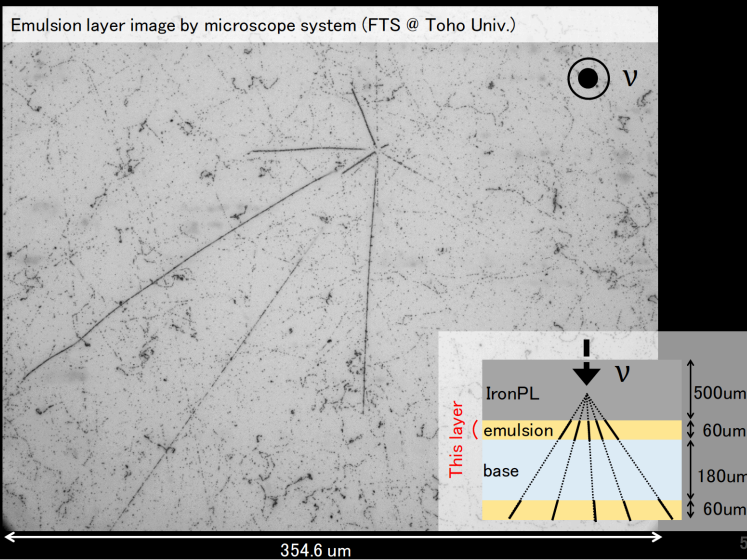 Emulsion layer image by microscope system (FTS @ Toho Univ.)
ν
ν
IronPL
500um
This layer
emulsion
60um
base
180um
60um
354.6 um
5